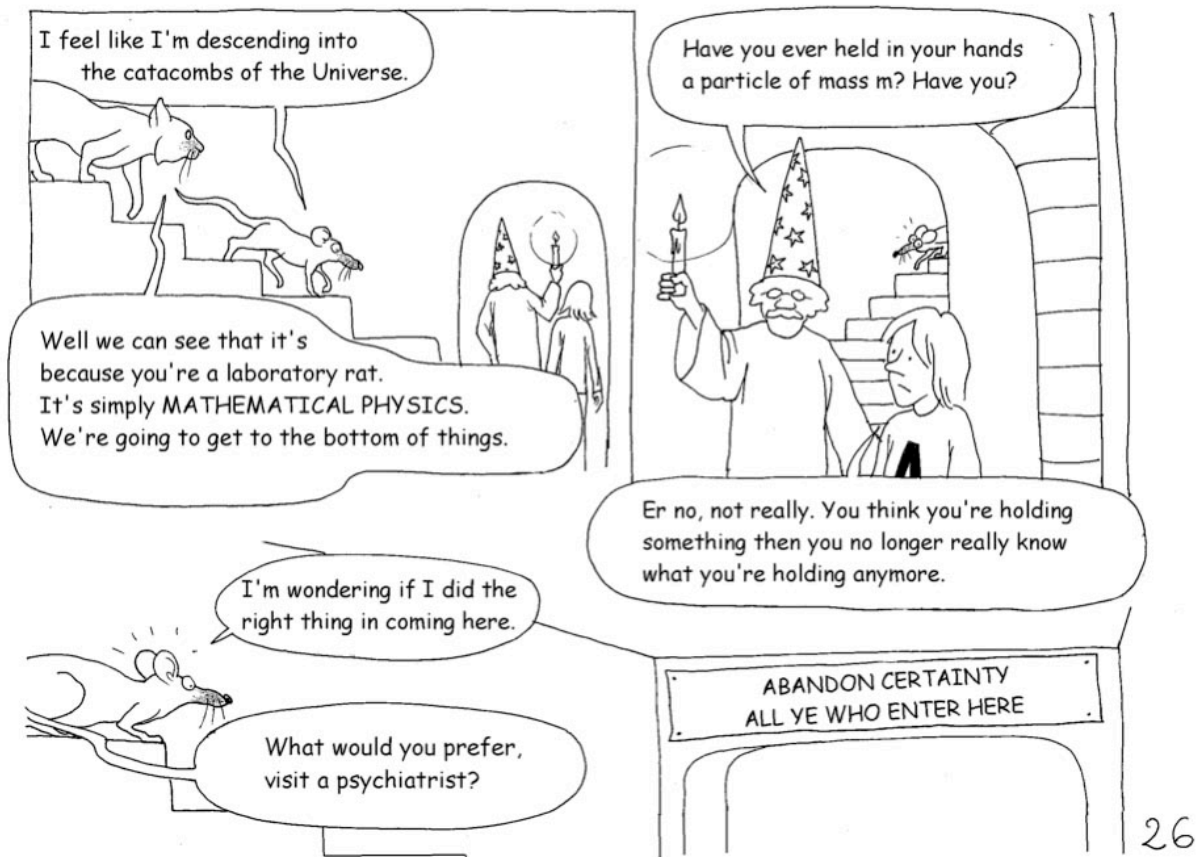 I feel like I'm descending into
the catacombs of the Universe.
Well we can see that it's
because you're a laboratory rat.
It's simply MATHEMATICAL PHYSICS.
We're going to get to the bottom of things.
Have you ever held in your hands
a particle of mass m? Have you?
A
Er no, not really. You think you're holding
something then you no longer really know
what you're holding anymore.
I'm wondering if I did the
right thing in coming here.
What would you prefer,
visit a psychiatrist?
ABANDON CERTAINTY
ALL YE WHO ENTER HERE
26